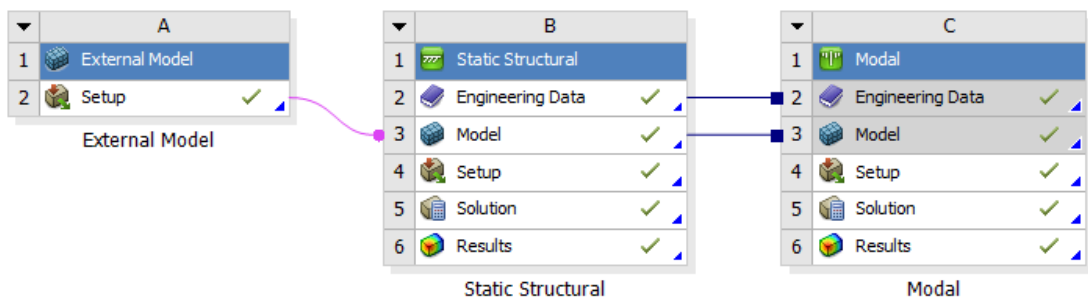 A
1 External Model
2 Setup
External Model
B
1 Static Structural
2 Engineering Data
3 Model
4 Setup
5 Solution
6 Results
Static Structural
C
1 Modal
2 Engineering Data
3 Model
4 Setup
5 Solution
6 Results
Modal